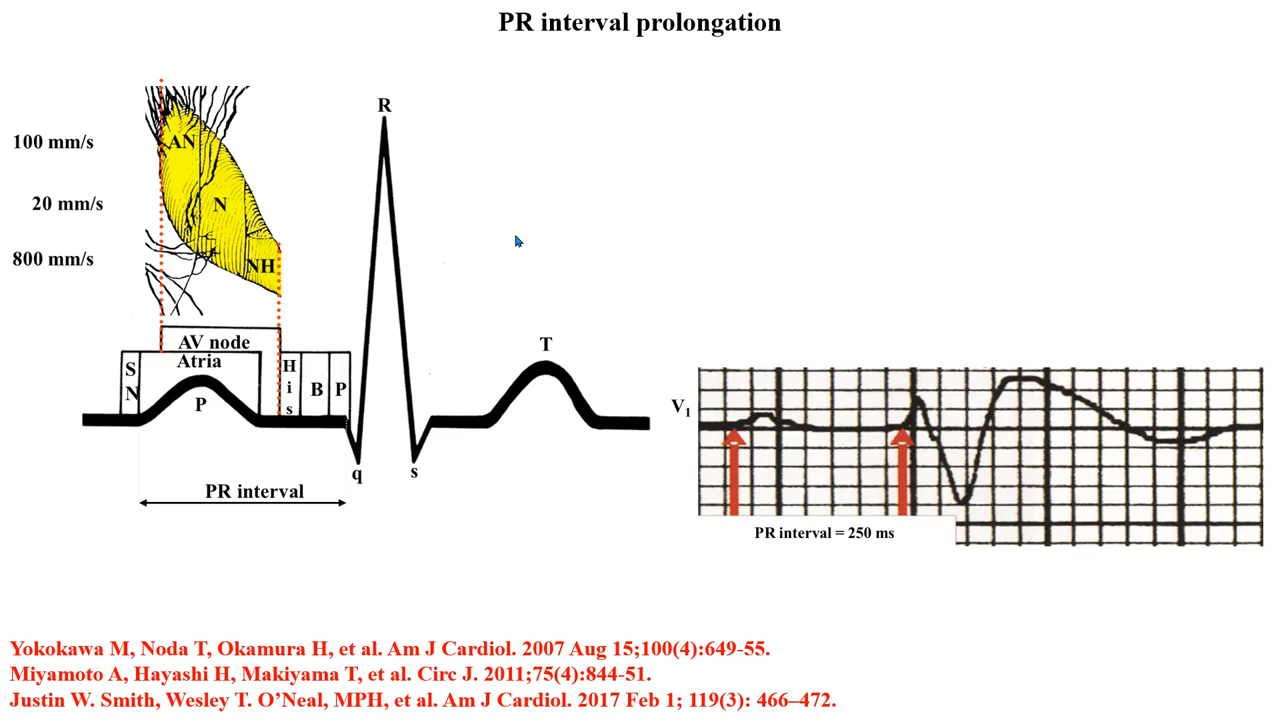 PR interval prolongation
R
100 mm/s
AN
20 mm/s
N
800 mm/s
NH
AV node
Atria
SN
P
His
B
P
T
q
s
PR interval
V1
PR interval = 250 ms
Yokokawa M, Noda T, Okamura H, et al. Am J Cardiol. 2007 Aug 15;100(4):649-55.
Miyamoto A, Hayashi H, Makiyama T, et al. Circ J. 2011;75(4):844-51.
Justin W. Smith, Wesley T. O’Neal, MPH, et al. Am J Cardiol. 2017 Feb 1; 119(3): 466–472.